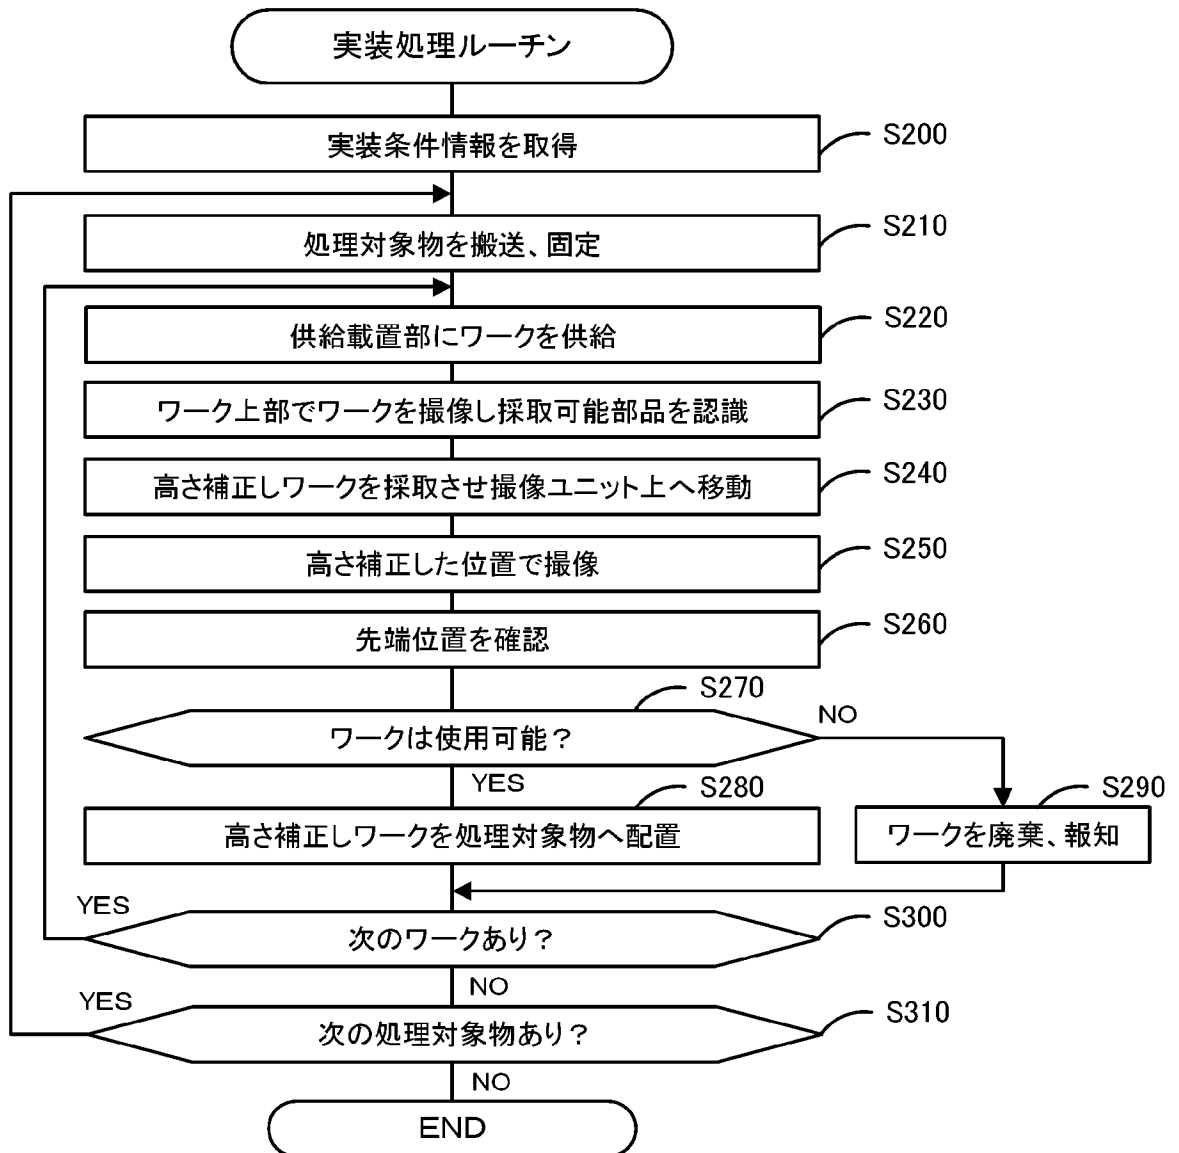 実装処理ルーチン
実装条件情報を取得
S200
処理対象物を搬送、固定
S210
供給載置部にワークを供給
S220
ワーク上部でワークを撮像し採取可能部品を認識
S230
高さ補正しワークを採取させ撮像ユニット上へ移動
S240
高さ補正した位置で撮像
S250
先端位置を確認
S260
S270
ワークは使用可能？
NO
YES
S280
高さ補正しワークを処理対象物へ配置
S290
ワークを廃棄、報知
YES
次のワークあり？
S300
NO
YES
次の処理対象物あり？
S310
NO
END